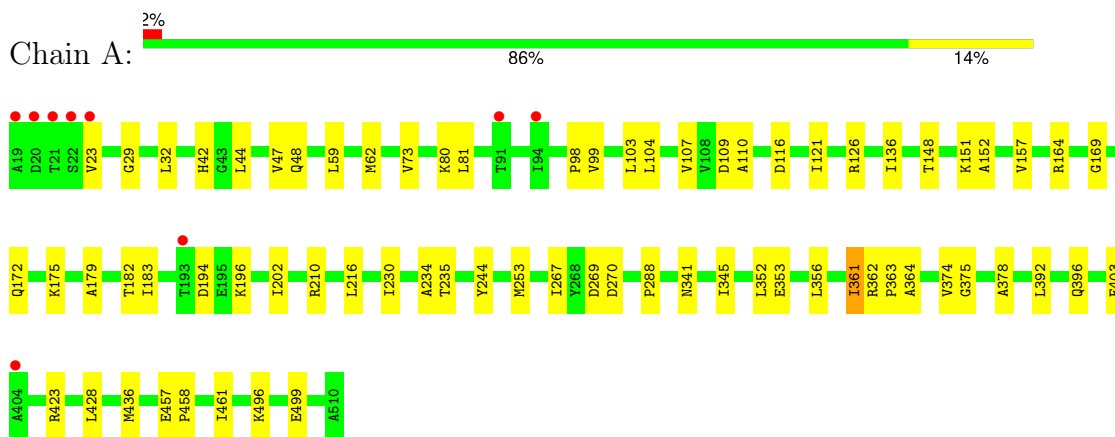 2%
Chain A:
86% 14%
A19 D20 T21 S22 V23 G29 L32 H42 G43 L44 V47 Q48 L59 M62 V73 K80 L81 T91 I94 P98 V99 L103 L104 V107 V108 D109 A110 D116 I121 R126 I136 T148 K151 A152 V157 R164 G169
Q172 K175 A179 T182 I183 T193 D194 E195 K196 I202 R210 L216 I230 A234 T235 Y244 M253 I267 Y268 D269 D270 P288 N341 I345 L352 E353 L356 I361 R362 P363 A364 V374 G375 A378 L392 Q396
A404 R423 L428 M436 E457 P458 I461 K496 E499 A510